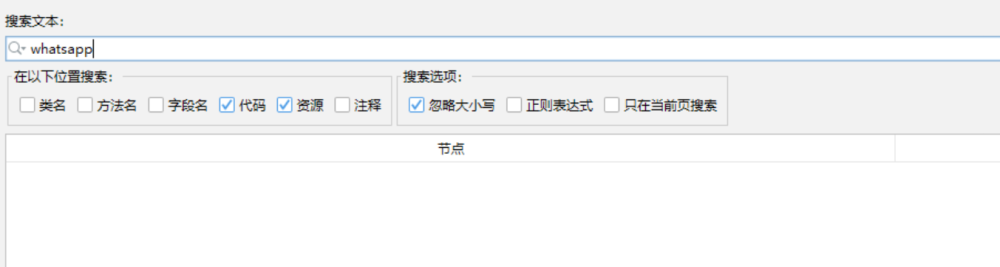 搜索文本:
whatsapp
在以下位置搜索: 搜索选项:
类名 方法名 字段名 代码 资源 注释 忽略大小写 正则表达式 只在当前页搜索
节点